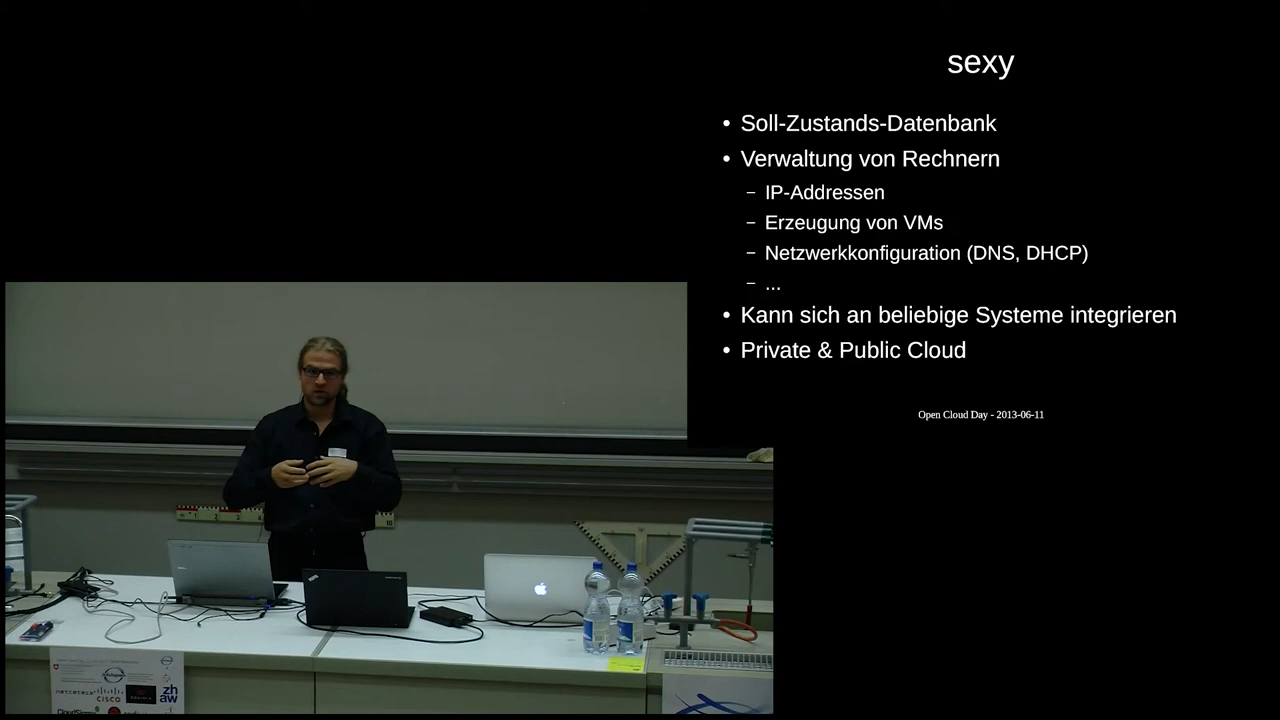 sexy
• Soll-Zustands-Datenbank
• Verwaltung von Rechnern
– IP-Addressen
– Erzeugung von VMs
– Netzwerkkonfiguration (DNS, DHCP)
– ...
• Kann sich an beliebige Systeme integrieren
• Private & Public Cloud
Open Cloud Day - 2013-06-11
netcetera
CISCO
zh
aw